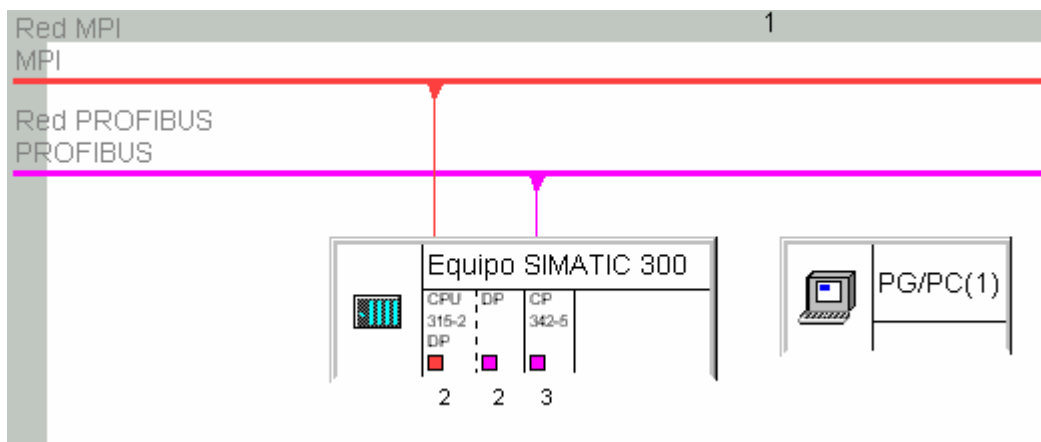 1
Red MPI
MPI
Red PROFIBUS
PROFIBUS
Equipo SIMATIC 300
CPU 315-2 DP
DP
CP 342-5
2 2 3
PG/PC(1)